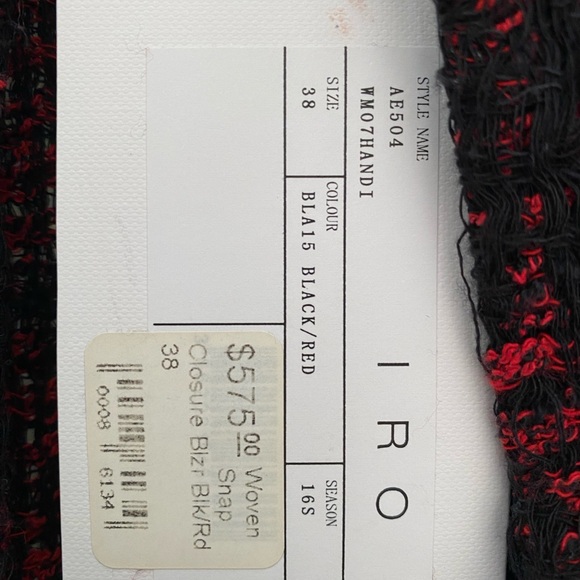 STYLE NAME
AE504
WM07HANDI
IRO
SIZE
38
COLOUR
BLA15 BLACK/RED
SEASON
16S
$575.00 Woven
Snap
Closure Blzr Blk/Rd
38
0008 6134